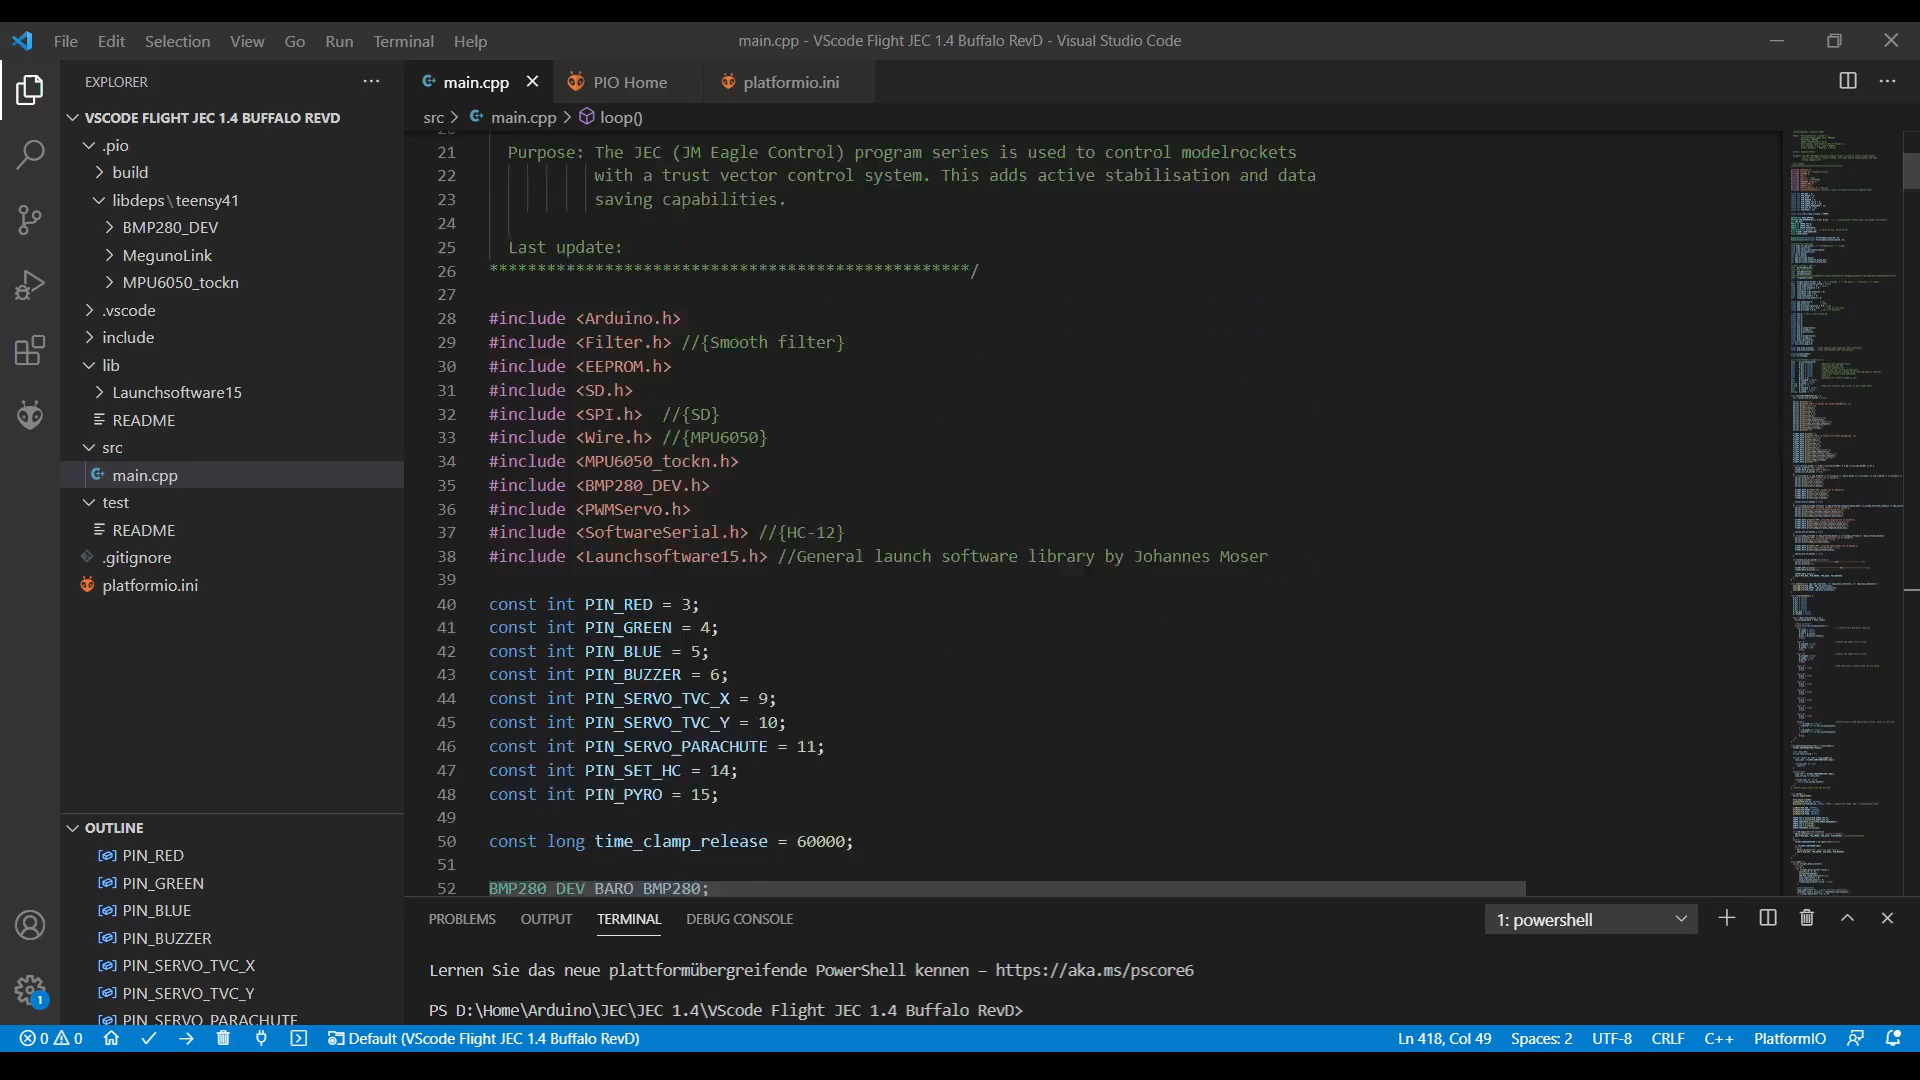 File Edit Selection View Go Run Terminal Help
main.cpp - VScode Flight JEC 1.4 Buffalo RevD - Visual Studio Code
EXPLORER
VSCODE FLIGHT JEC 1.4 BUFFALO REVD
.pio
build
libdeps\teensy41
BMP280_DEV
MegunoLink
MPU6050_tockn
.vscode
include
lib
Launchsoftware15
README
src
main.cpp
test
README
.gitignore
platformio.ini
OUTLINE
PIN_RED
PIN_GREEN
PIN_BLUE
PIN_BUZZER
PIN_SERVO_TVC_X
PIN_SERVO_TVC_Y
PIN_SERVO_PARACHUTE
main.cpp PIO Home platformio.ini
src > main.cpp > loop()
21 Purpose: The JEC (JM Eagle Control) program series is used to control modelrockets
22 with a trust vector control system. This adds active stabilisation and data
23 saving capabilities.
24
25 Last update:
26 **************************************************/
27
28 #include <Arduino.h>
29 #include <Filter.h> //{Smooth filter}
30 #include <EEPROM.h>
31 #include <SD.h>
32 #include <SPI.h> //{SD}
33 #include <Wire.h> //{MPU6050}
34 #include <MPU6050_tockn.h>
35 #include <BMP280_DEV.h>
36 #include <PWMServo.h>
37 #include <SoftwareSerial.h> //{HC-12}
38 #include <Launchsoftware15.h> //General launch software library by Johannes Moser
39
40 const int PIN_RED = 3;
41 const int PIN_GREEN = 4;
42 const int PIN_BLUE = 5;
43 const int PIN_BUZZER = 6;
44 const int PIN_SERVO_TVC_X = 9;
45 const int PIN_SERVO_TVC_Y = 10;
46 const int PIN_SERVO_PARACHUTE = 11;
47 const int PIN_SET_HC = 14;
48 const int PIN_PYRO = 15;
49
50 const long time_clamp_release = 60000;
51
52 BMP280_DEV BARO_BMP280;
PROBLEMS OUTPUT TERMINAL DEBUG CONSOLE 1: powershell
Lernen Sie das neue plattformübergreifende PowerShell kennen – https://aka.ms/pscore6
PS D:\Home\Arduino\JEC\JEC 1.4\VScode Flight JEC 1.4 Buffalo RevD>
1
0 0 Default (VScode Flight JEC 1.4 Buffalo RevD) Ln 418, Col 49 Spaces: 2 UTF-8 CRLF C++ PlatformIO